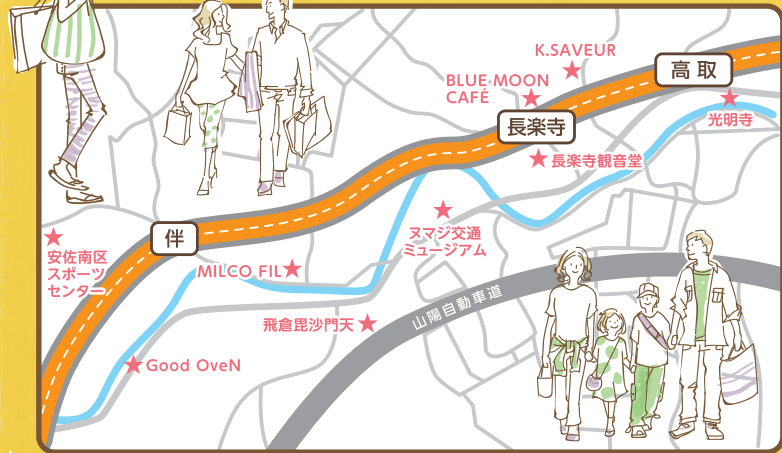 K.SAVEUR
高取
BLUE MOON
CAFÉ
光明寺
長楽寺
長楽寺観音堂
ヌマジ交通
ミュージアム
伴
安佐南区
スポーツ
センター
MILCO FIL
山陽自動車道
飛倉毘沙門天
Good OveN